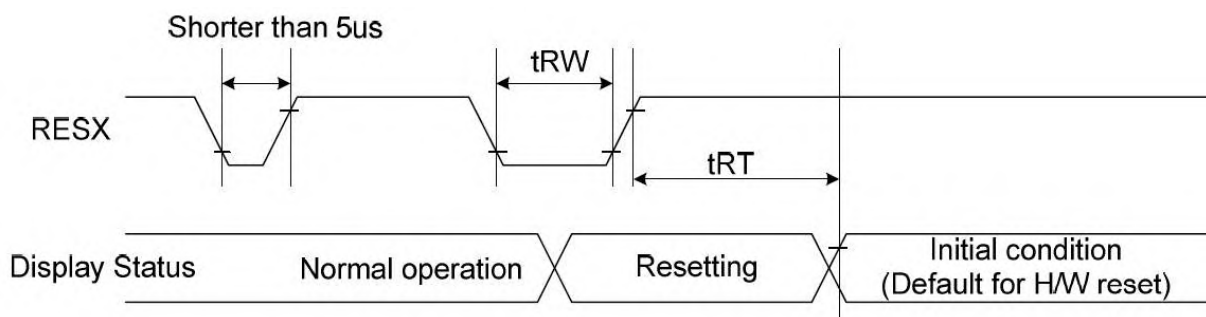 Shorter than 5us
tRW
RESX
tRT
Display Status
Normal operation
Resetting
Initial condition
(Default for H/W reset)